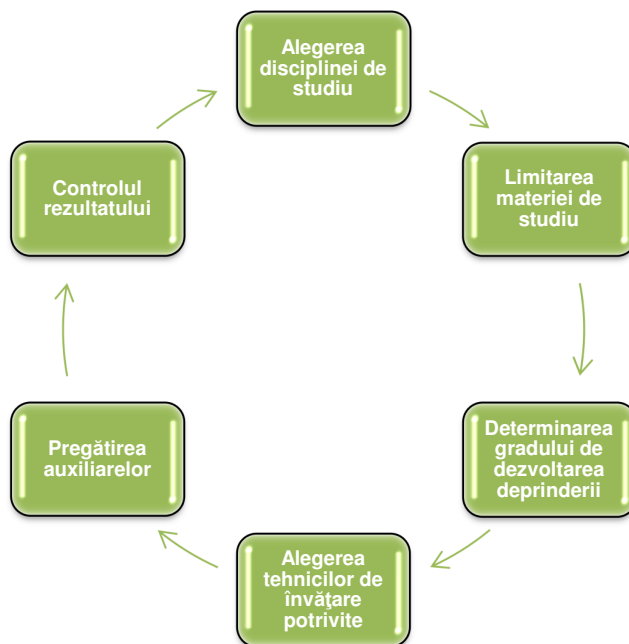 Alegerea
disciplinei de
studiu
Limitarea
materiei de
studiu
Determinarea
gradului de
dezvoltarea
deprinderii
Alegerea
tehnicilor de
învăţare
potrivite
Pregătirea
auxiliarelor
Controlul
rezultatului